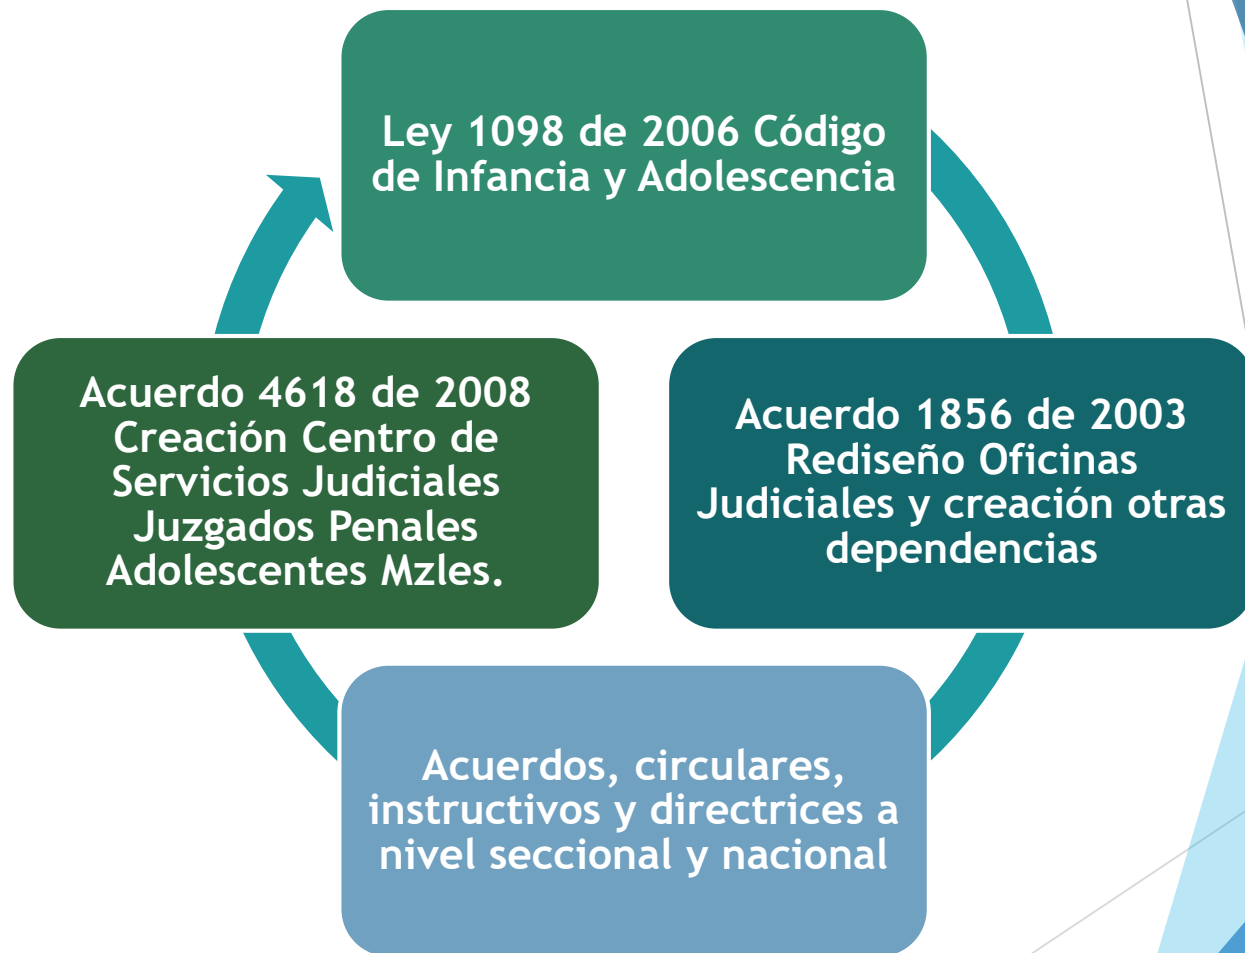 Ley 1098 de 2006 Código
de Infancia y Adolescencia
Acuerdo 4618 de 2008
Creación Centro de
Servicios Judiciales
Juzgados Penales
Adolescentes Mzles.
Acuerdo 1856 de 2003
Rediseño Oficinas
Judiciales y creación otras
dependencias
Acuerdos, circulares,
instructivos y directrices a
nivel seccional y nacional